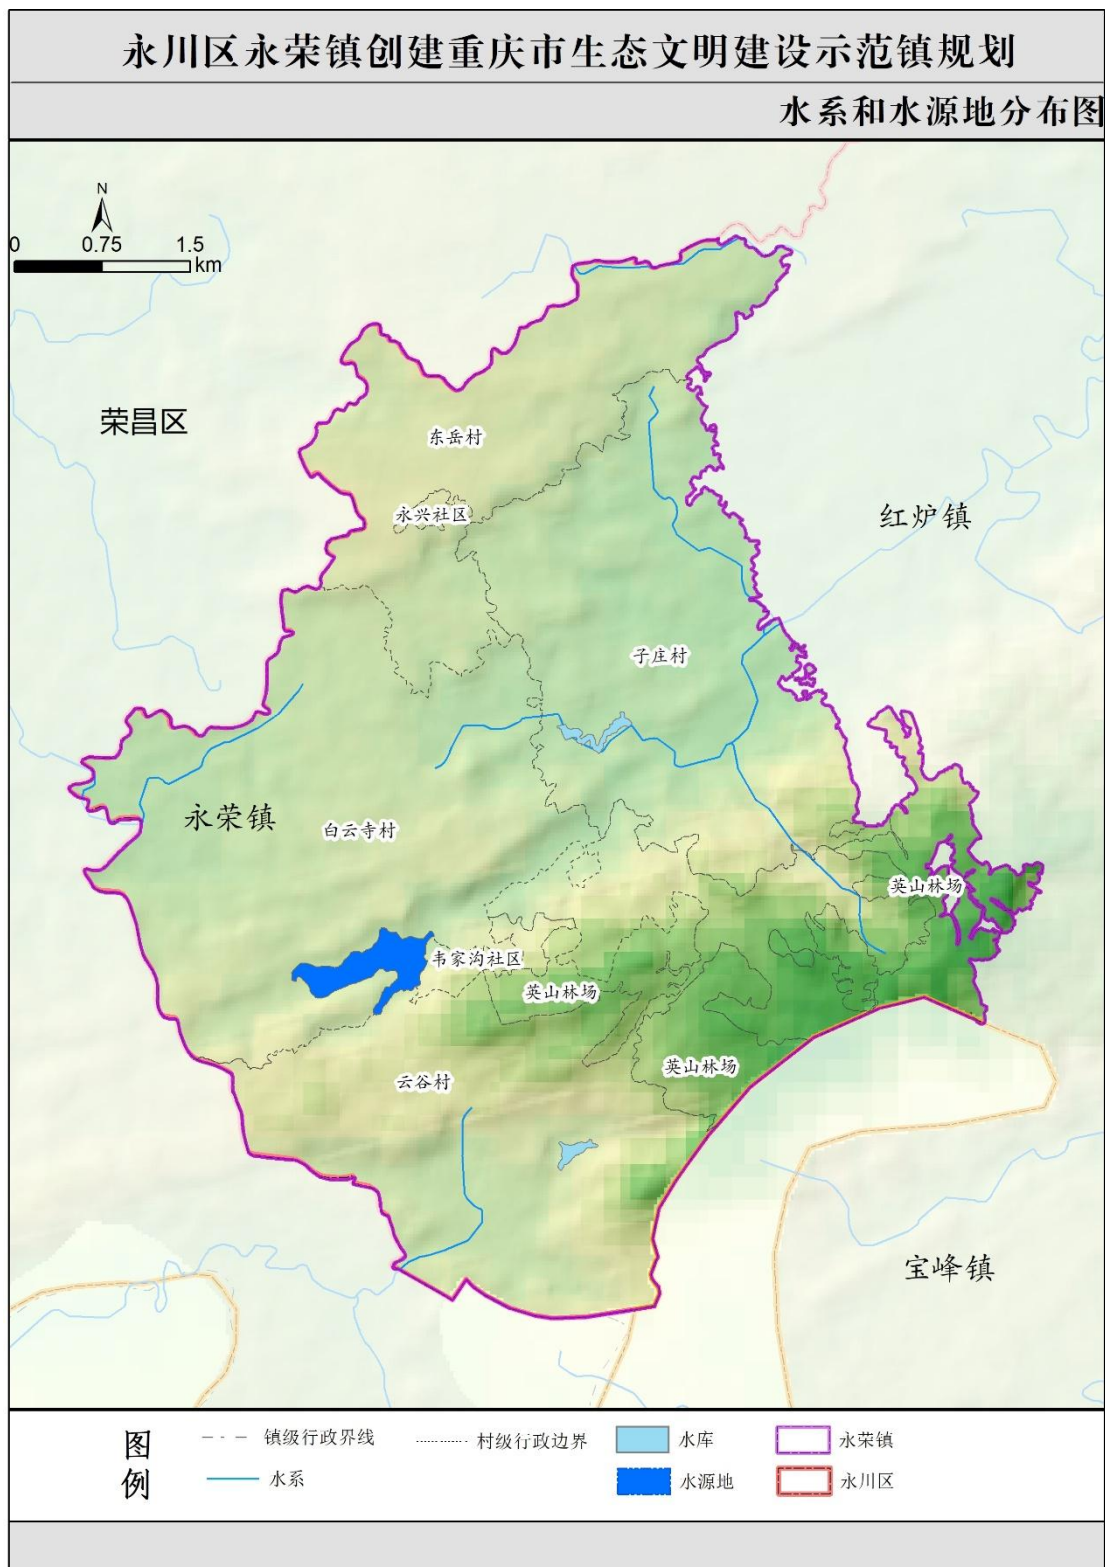 永川区永荣镇创建重庆市生态文明建设示范镇规划
水系和水源地分布图
N
0 0.75 1.5
km
荣昌区
东岳村
永兴社区
红炉镇
子庄村
永荣镇
白云寺村
英山林场
韦家沟社区
英山林场
英山林场
云谷村
宝峰镇
图例
镇级行政界线
村级行政边界
水库
永荣镇
水系
水源地
永川区